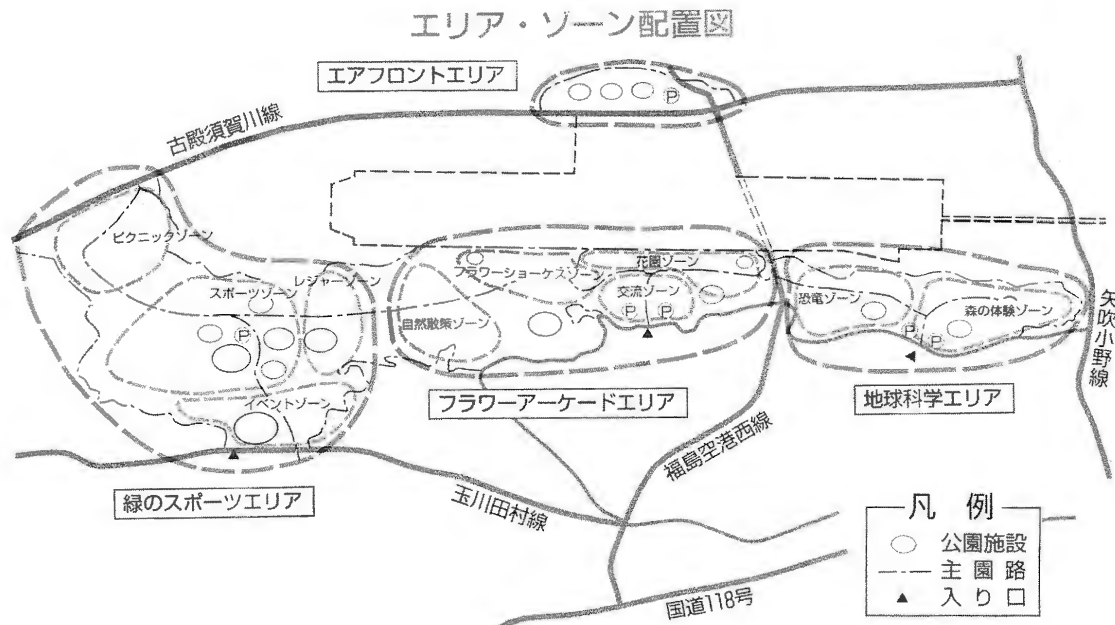 エリア・ゾーン配置図
エアフロントエリア
P
古殿須賀川線
ピクニックゾーン
レジャーゾーン
スポーツゾーン
P
イベントゾーン
緑のスポーツエリア
フラワーショーケスゾーン
花園ゾーン
交流ゾーン
P P
自然散策ゾーン
フラワーアーケードエリア
恐竜ゾーン
森の体験ゾーン
P P
地球科学エリア
矢吹小野線
福島空港西線
玉川田村線
国道118号
凡例
公園施設
主園路
入り口